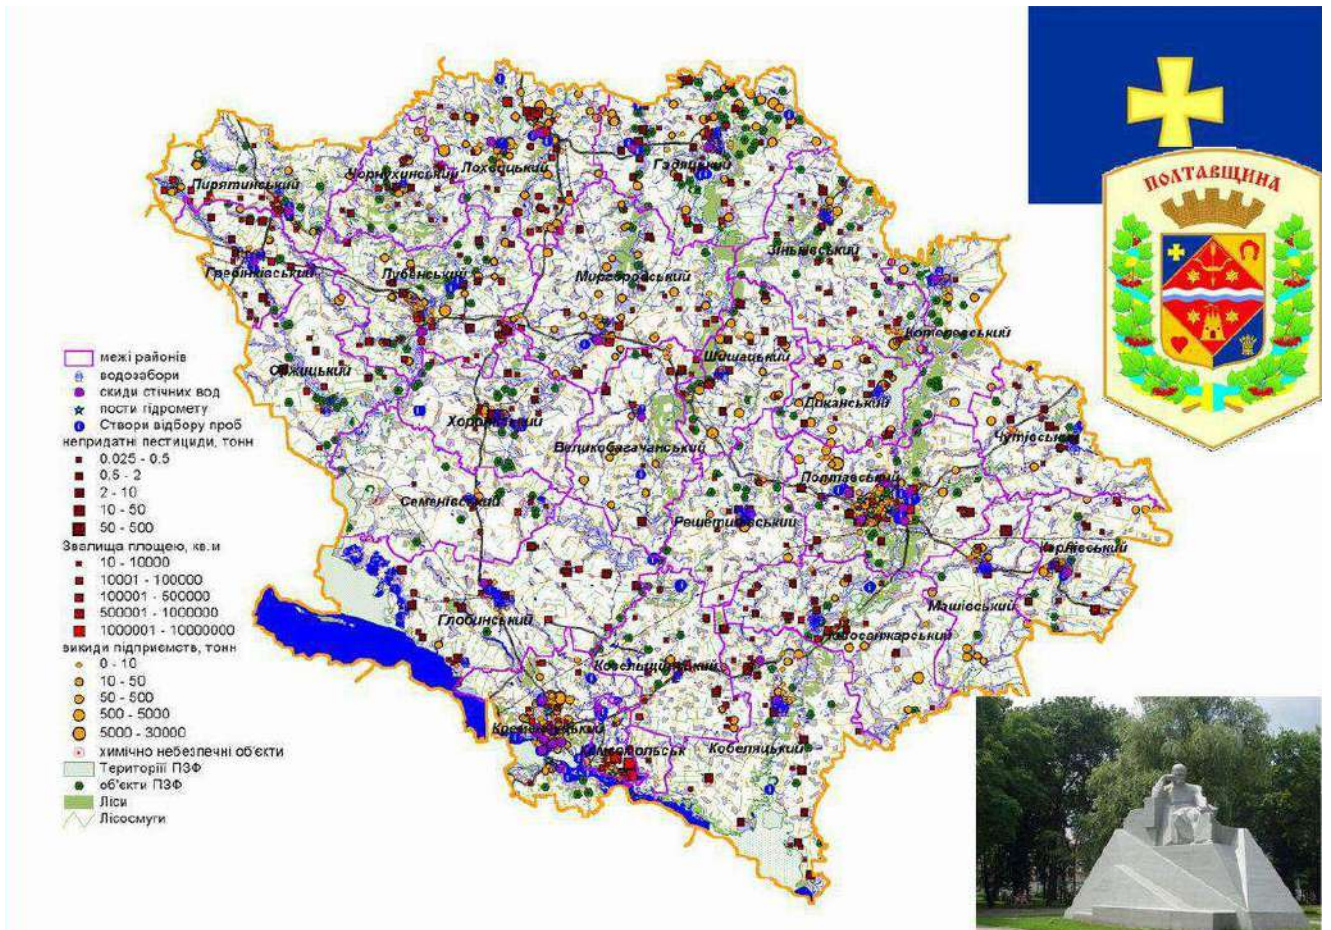 ПОЛТАВЩИНА
Пирятинський
Чорнухинський
Лохвицький
Гадяцький
Гребінківський
Лубенський
Миргородський
Зіньківський
Котелевський
Шишацький
Диканський
Чутівський
Хорольський
Великобагачанський
Полтавський
Семенівський
Решетилівський
Карлівський
Машівський
Глобинський
Новосанжарський
Козельщинський
Кременчуцький
Комсомольськ
Кобеляцький
межі районів
водозабори
скиди стічних вод
пости гідромету
Створи відбору проб
непридатні пестициди, тонн
0.025 - 0.5
0.5 - 2
2 - 10
10 - 50
50 - 500
Звалища площею, кв.м
10 - 10000
10001 - 100000
100001 - 500000
500001 - 1000000
1000001 - 10000000
викиди підприємств, тонн
0 - 10
10 - 50
50 - 500
500 - 5000
5000 - 30000
хімічно небезпечні об'єкти
Території ПЗФ
об'єкти ПЗФ
Ліси
Лісосмуги